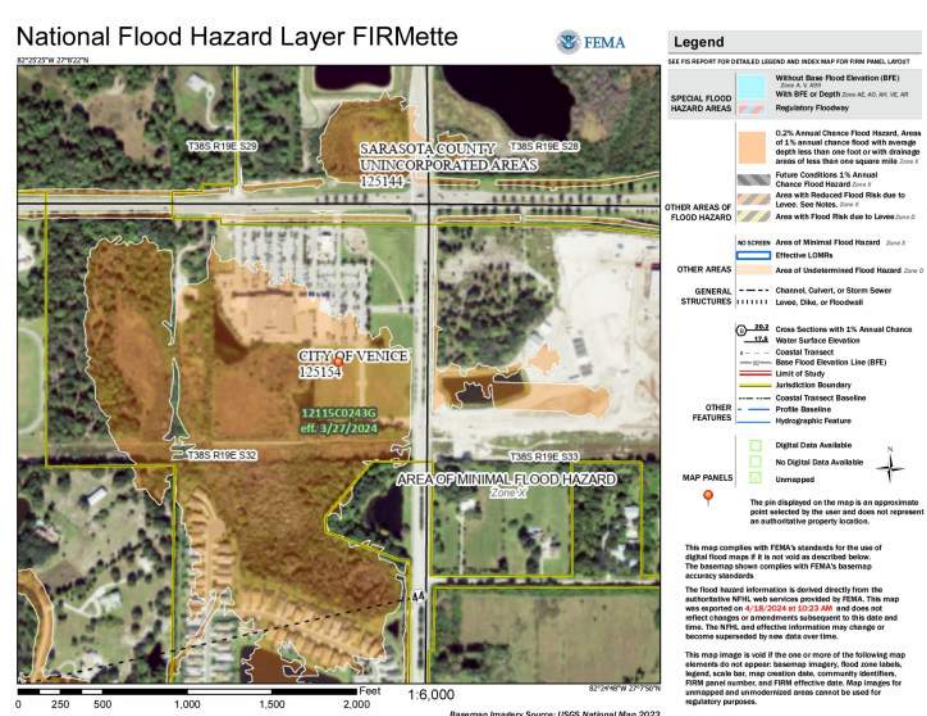 National Flood Hazard Layer FIRMette
FEMA
82°25'25"W 27°8'22"N
T38S R19E S29
SARASOTA COUNTY
UNINCORPORATED AREAS
125144
T38S R19E S28
CITY OF VENICE
125154
12115C0243G
eff. 3/27/2024
T38S R19E S32
T38S R19E S33
AREA OF MINIMAL FLOOD HAZARD
Zone X
44
0 250 500 1,000 1,500 2,000
Feet
1:6,000
82°24'48"W 27°7'50"N
Basemap Imagery Source: USGS National Map 2023
Legend
SEE FIS REPORT FOR DETAILED LEGEND AND INDEX MAP FOR FIRM PANEL LAYOUT
SPECIAL FLOOD
HAZARD AREAS
Without Base Flood Elevation (BFE)
Zone A, V, A99
With BFE or Depth Zone AE, AO, AH, VE, AR
Regulatory Floodway
OTHER AREAS OF
FLOOD HAZARD
0.2% Annual Chance Flood Hazard, Areas
of 1% annual chance flood with average
depth less than one foot or with drainage
areas of less than one square mile Zone X
Future Conditions 1% Annual
Chance Flood Hazard Zone X
Area with Reduced Flood Risk due to
Levee. See Notes. Zone X
Area with Flood Risk due to Levee Zone D
OTHER AREAS
NO SCREEN Area of Minimal Flood Hazard Zone X
Effective LOMRs
Area of Undetermined Flood Hazard Zone D
GENERAL
STRUCTURES
Channel, Culvert, or Storm Sewer
Levee, Dike, or Floodwall
OTHER
FEATURES
20.2 Cross Sections with 1% Annual Chance
17.5 Water Surface Elevation
Coastal Transect
Base Flood Elevation Line (BFE)
Limit of Study
Jurisdiction Boundary
Coastal Transect Baseline
Profile Baseline
Hydrographic Feature
MAP PANELS
Digital Data Available
No Digital Data Available
Unmapped
N
The pin displayed on the map is an approximate
point selected by the user and does not represent
an authoritative property location.
This map complies with FEMA's standards for the use of
digital flood maps if it is not void as described below.
The basemap shown complies with FEMA's basemap
accuracy standards
The flood hazard information is derived directly from the
authoritative NFHL web services provided by FEMA. This map
was exported on 4/18/2024 at 10:23 AM and does not
reflect changes or amendments subsequent to this date and
time. The NFHL and effective information may change or
become superseded by new data over time.
This map image is void if the one or more of the following map
elements do not appear: basemap imagery, flood zone labels,
legend, scale bar, map creation date, community identifiers,
FIRM panel number, and FIRM effective date. Map images for
unmapped and unmodernized areas cannot be used for
regulatory purposes.